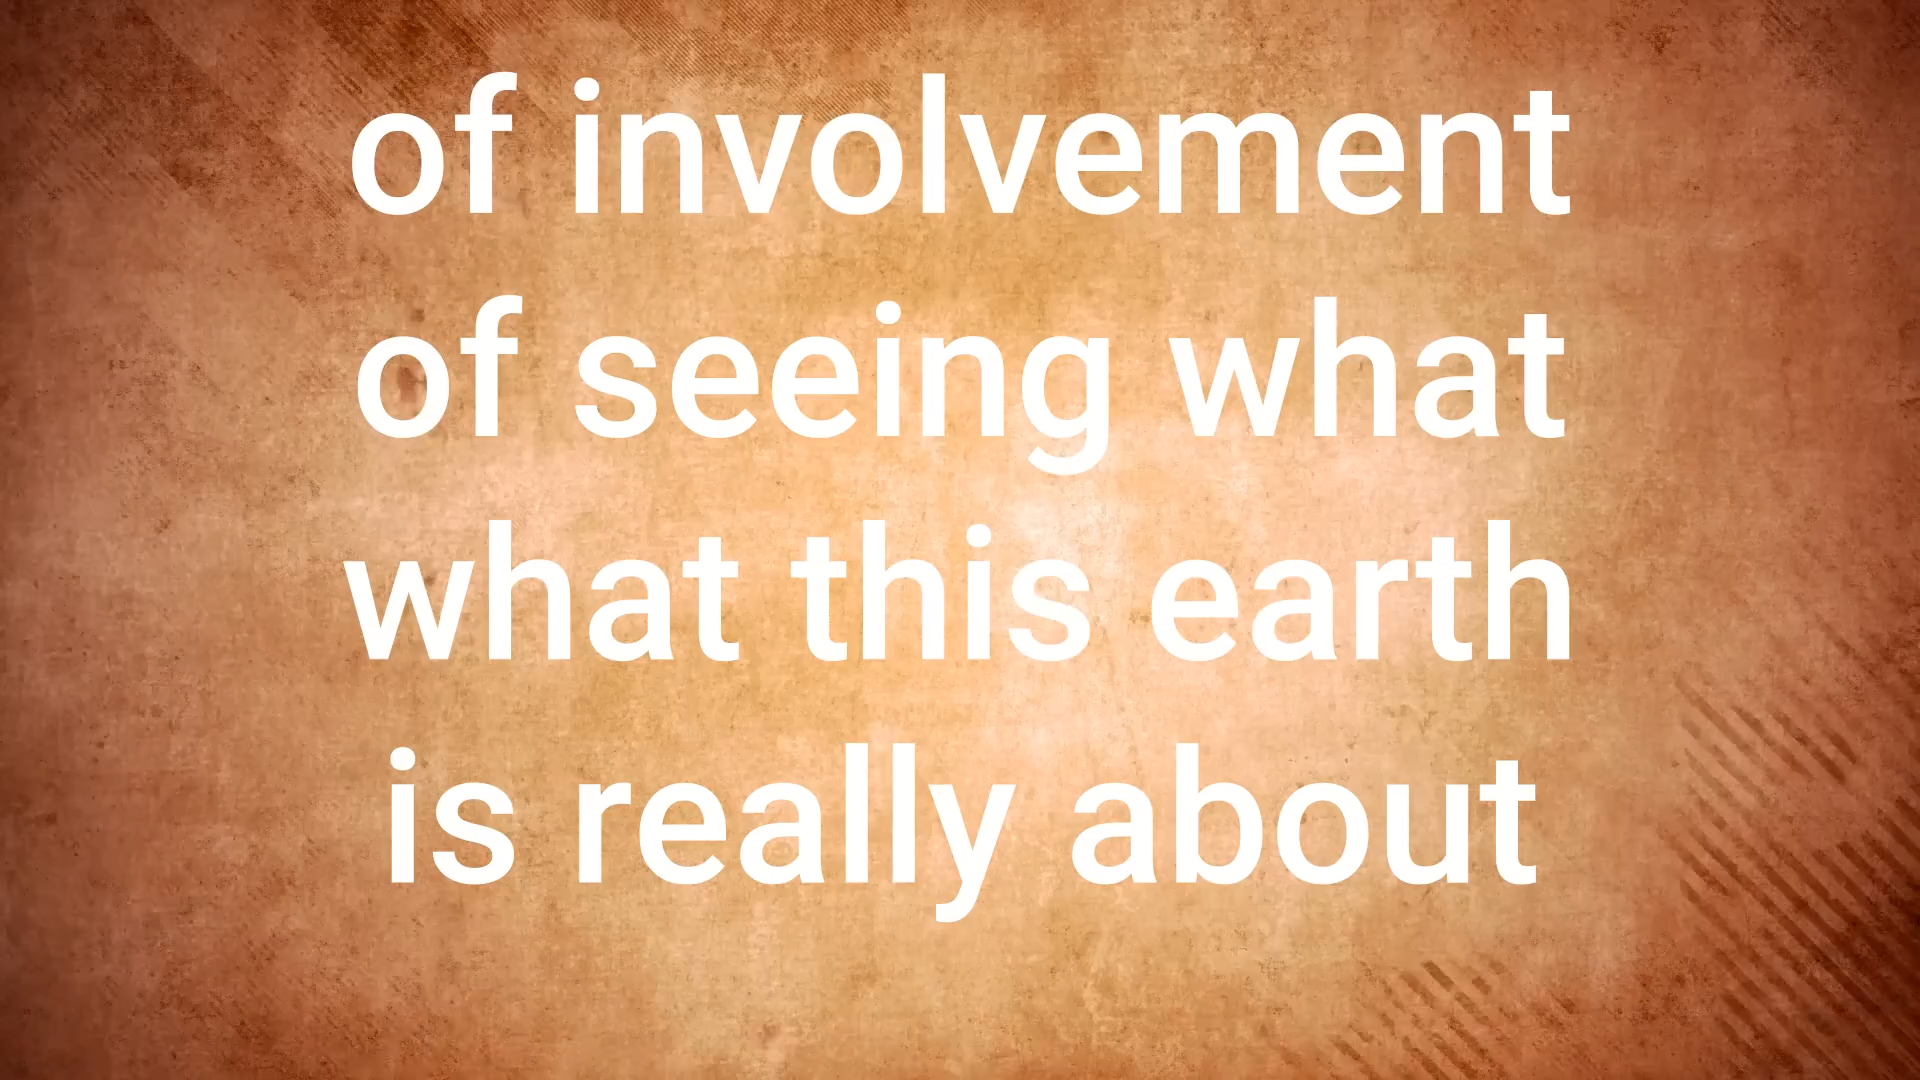 of involvement
of seeing what
what this earth
is really about